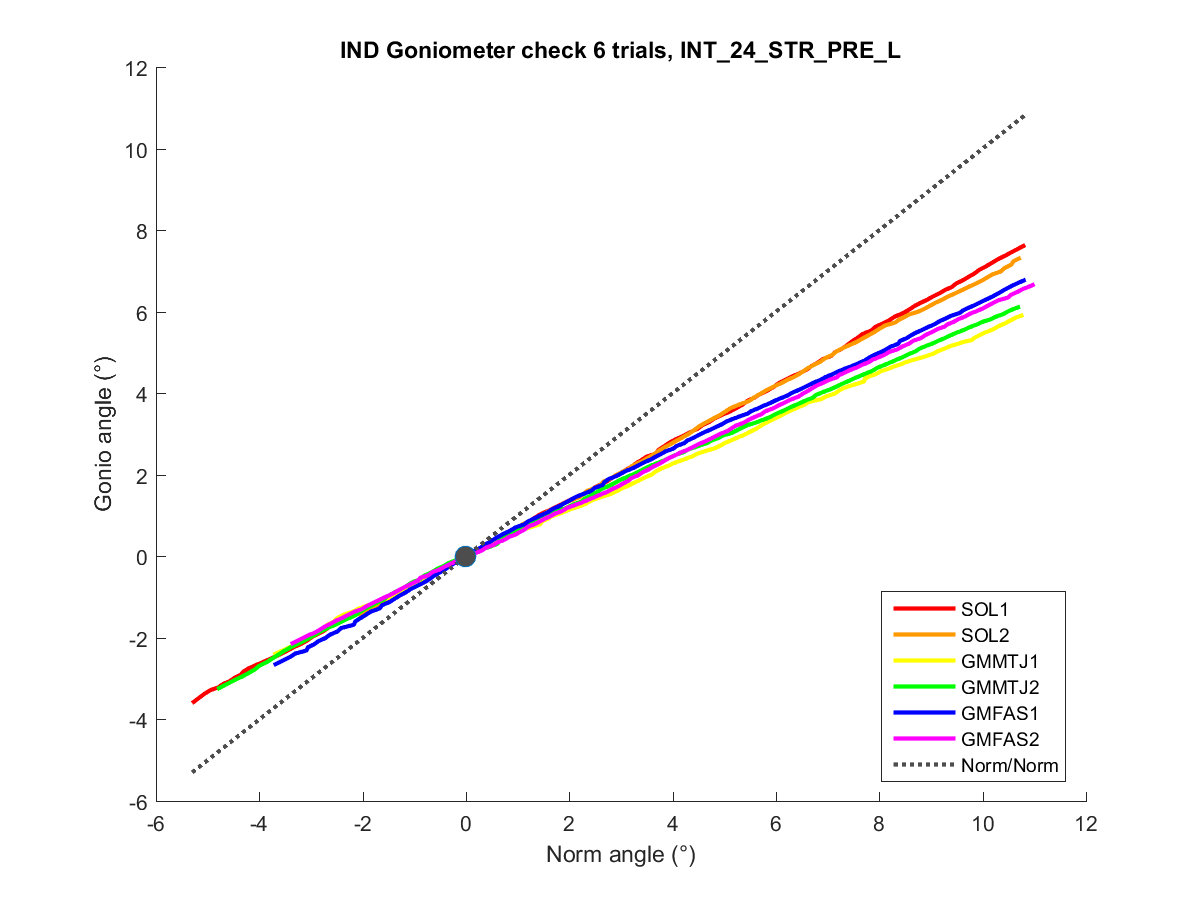 IND Goniometer check 6 trials, INT_24_STR_PRE_L
12
10
8
6
4
2
0
-2
-4
-6
Gonio angle (°)
-6 -4 -2 0 2 4 6 8 10 12
Norm angle (°)
SOL1
SOL2
GMMTJ1
GMMTJ2
GMFAS1
GMFAS2
Norm/Norm